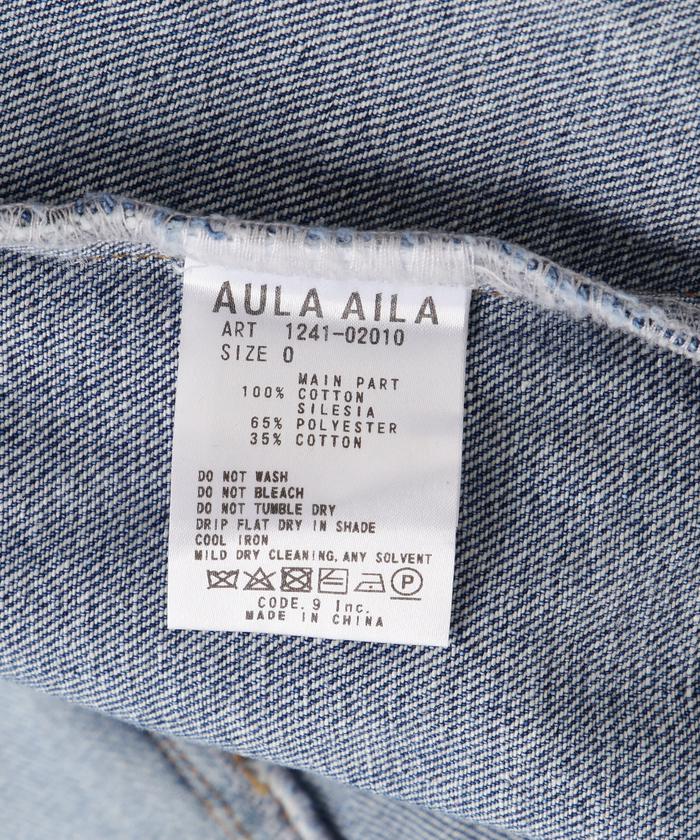 AULA AILA
ART 1241-02010
SIZE 0
MAIN PART
100% COTTON
SILESIA
65% POLYESTER
35% COTTON
DO NOT WASH
DO NOT BLEACH
DO NOT TUMBLE DRY
DRIP FLAT DRY IN SHADE
COOL IRON
MILD DRY CLEANING, ANY SOLVENT
P
CODE. 9 Inc.
MADE IN CHINA